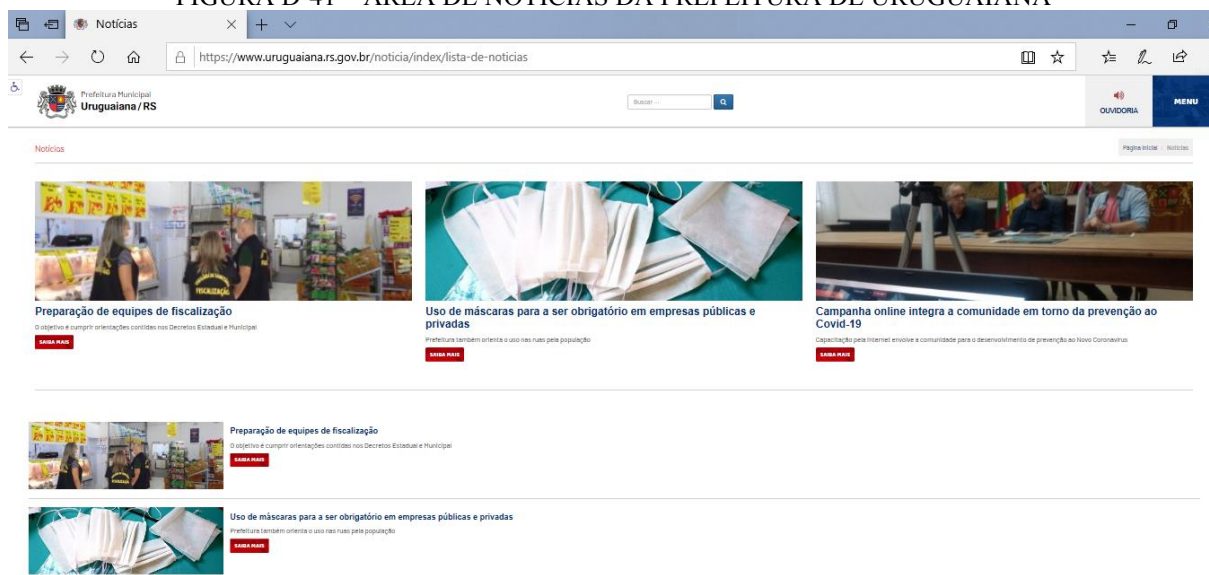 FIGURA D 41 – ÁREA DE NOTÍCIAS DA PREFEITURA DE URUGUAIANA
Notícias
https://www.uruguaiana.rs.gov.br/noticia/index/lista-de-noticias
Prefeitura Municipal
Uruguaiana / RS
Buscar ...
OUVIDORIA
MENU
Notícias
Página Inicial Notícias
Preparação de equipes de fiscalização
O objetivo é cumprir orientações contidas nos Decretos Estadual e Municipal
SAIBA MAIS
Uso de máscaras para a ser obrigatório em empresas públicas e
privadas
Prefeitura também orienta o uso nas ruas pela população
SAIBA MAIS
Campanha online integra a comunidade em torno da prevenção ao
Covid-19
Capacitação pela Internet envolve a comunidade para o desenvolvimento de prevenção ao Novo Coronavírus
SAIBA MAIS
Preparação de equipes de fiscalização
O objetivo é cumprir orientações contidas nos Decretos Estadual e Municipal
SAIBA MAIS
Uso de máscaras para a ser obrigatório em empresas públicas e privadas
Prefeitura também orienta o uso nas ruas pela população
SAIBA MAIS
FISCALIZAÇÃO